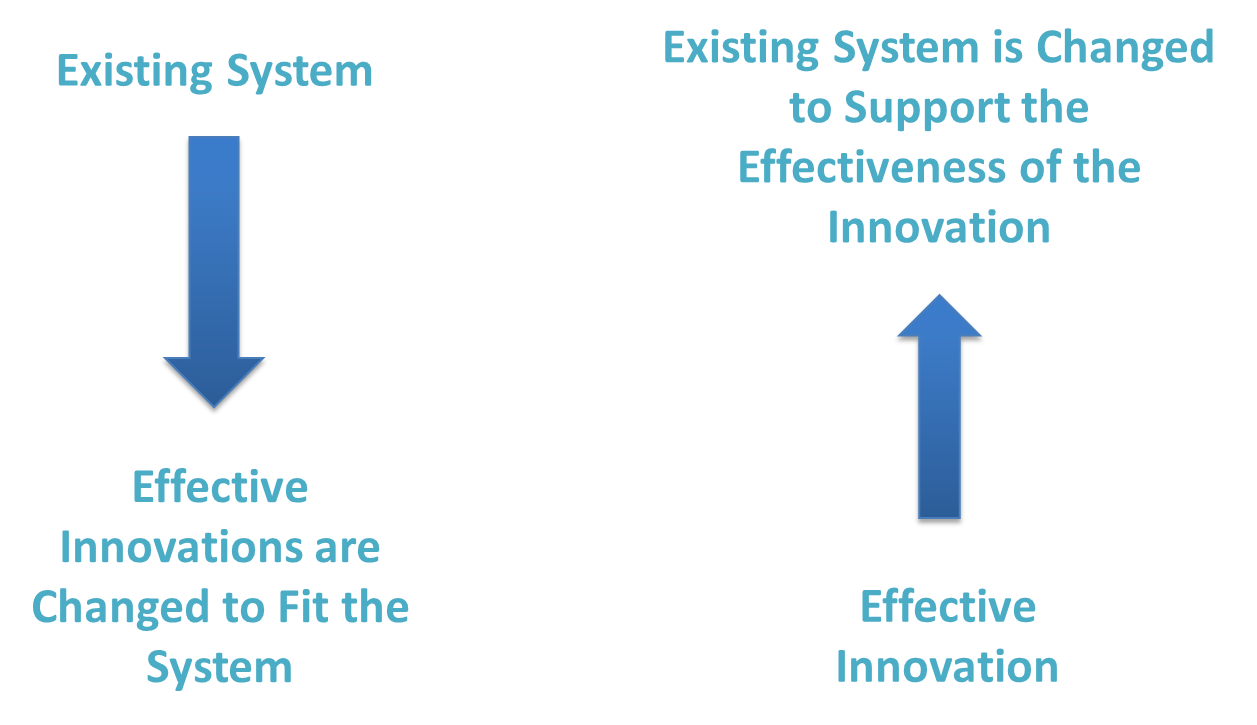 Existing System
Effective
Innovations are
Changed to Fit the
System
Existing System is Changed
to Support the
Effectiveness of the
Innovation
Effective
Innovation